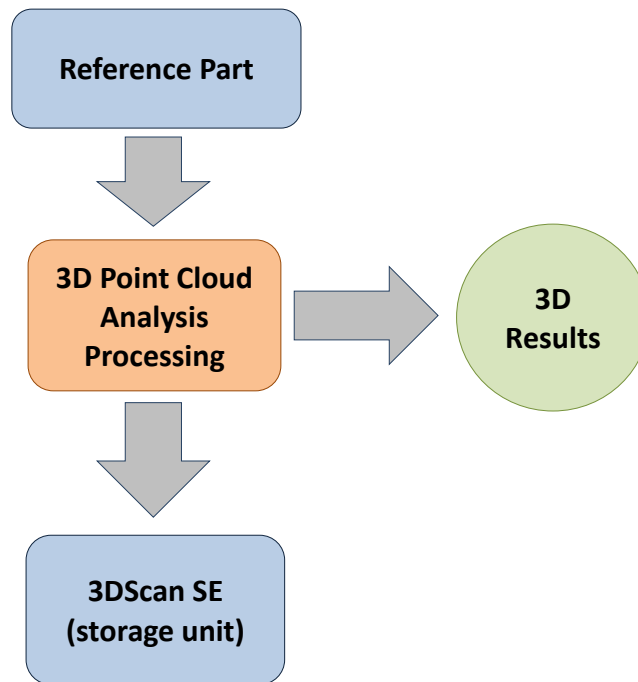 Reference Part
3D Point Cloud
Analysis
Processing
3D
Results
3DScan SE
(storage unit)